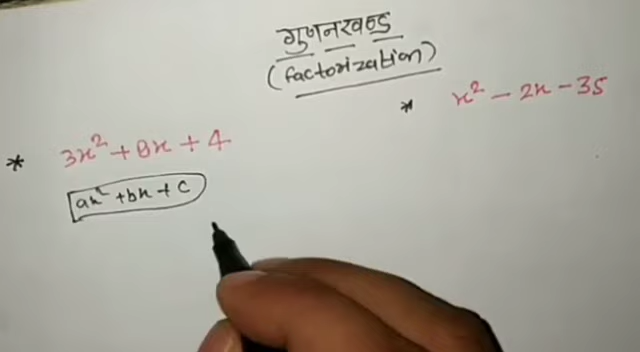 गुणनखण्ड
(factorization)
* x² - 2x - 35
* 3x² + 8x + 4
ax² + bx + c